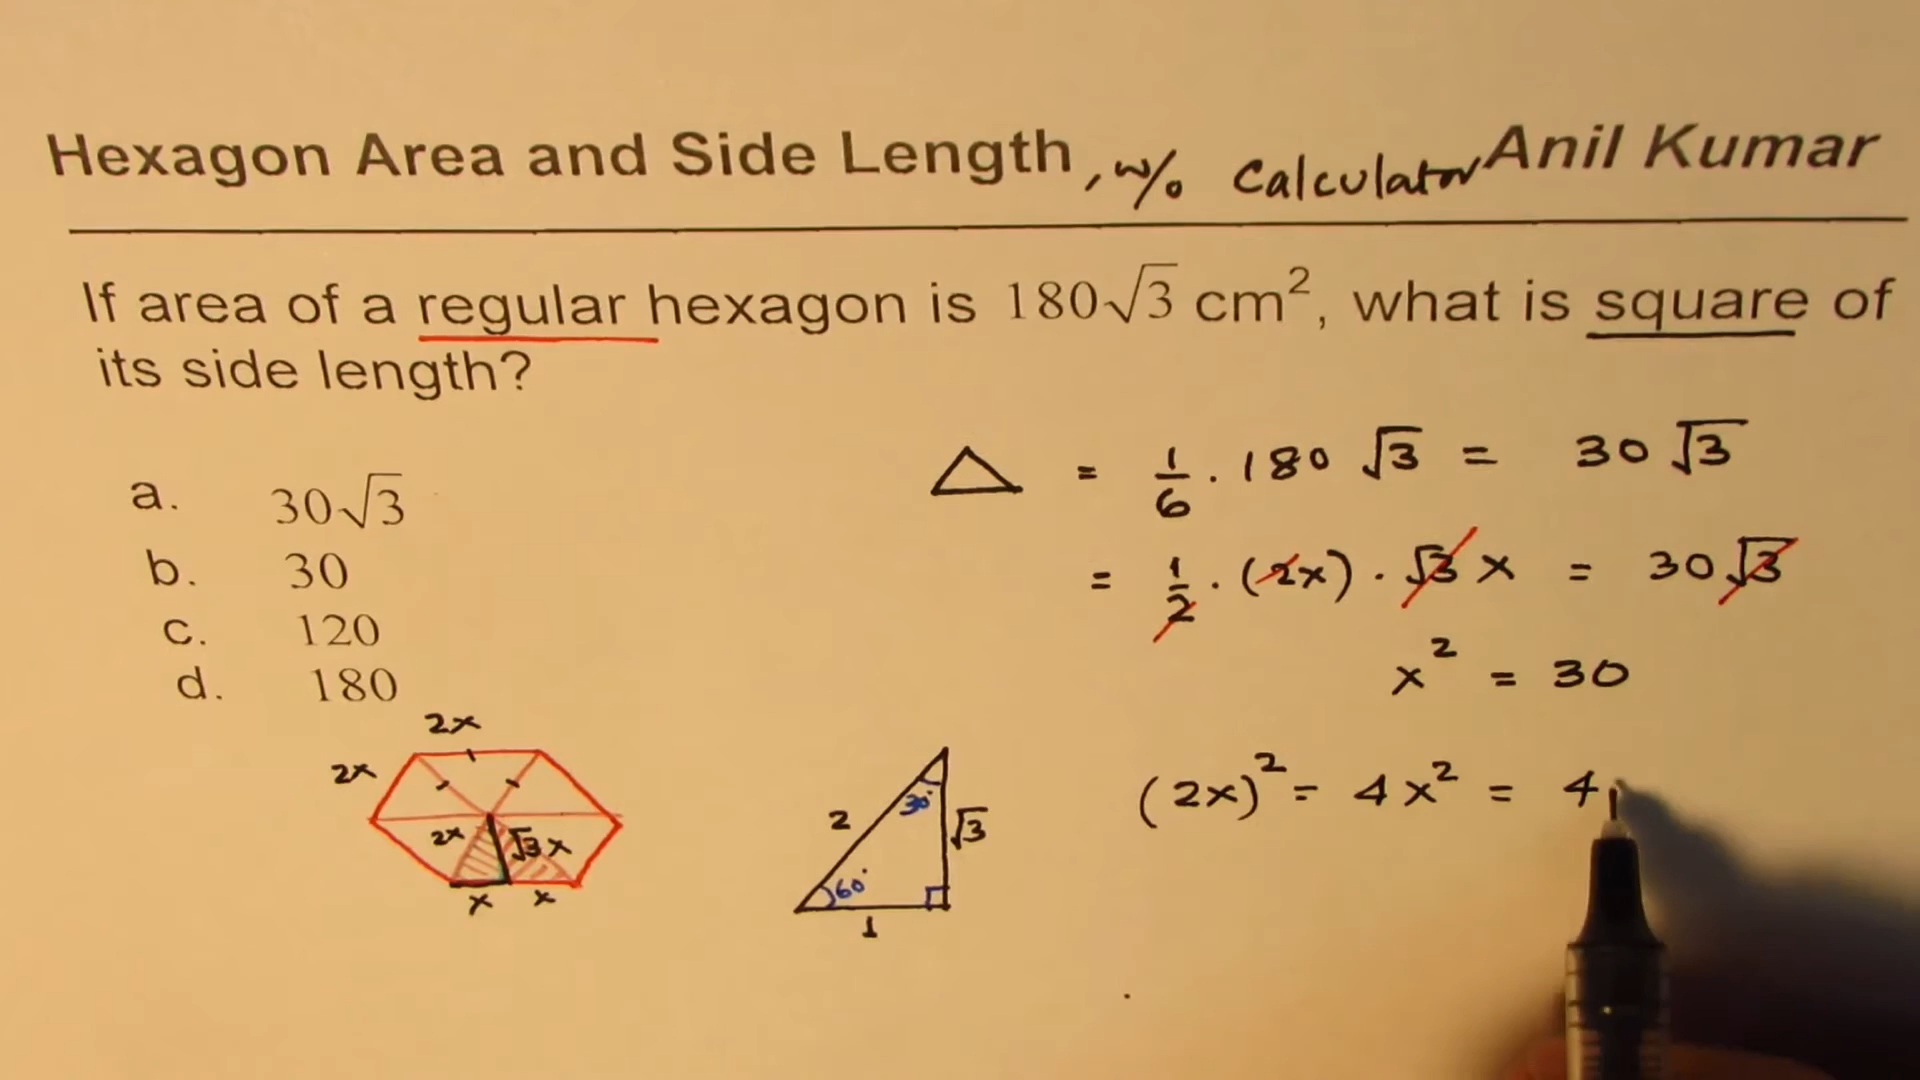 Hexagon Area and Side Length, w/o Calculator Anil Kumar
If area of a regular hexagon is 180√3 cm², what is square of
its side length?
a. 30√3
b. 30
c. 120
d. 180
△ = 1/6 · 180 √3 = 30 √3
= 1/2 · (2x) · √3 x = 30 √3
x² = 30
(2x)² = 4x² = 4
2x
2x
2x √3 x
x x
2 30° √3
60°
1